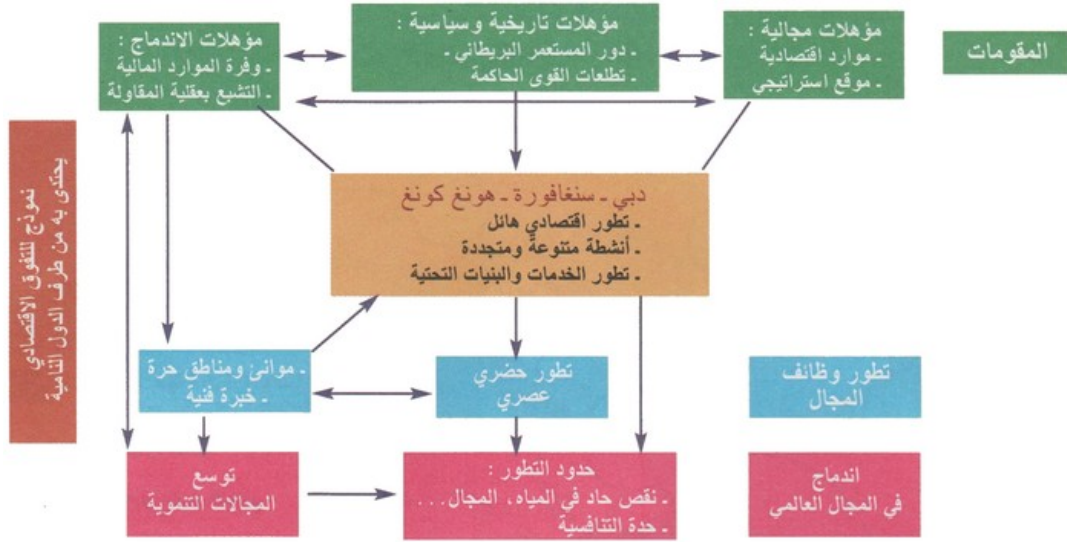 المقومات
مؤهلات مجالية :
ـ موارد اقتصادية
ـ موقع استراتيجي
مؤهلات تاريخية وسياسية :
ـ دور المستعمر البريطاني ـ
ـ تطلعات القوى الحاكمة
مؤهلات الاندماج :
ـ وفرة الموارد المالية
ـ التشبع بعقلية المقاولة
دبي ـ سنغافورة ـ هونغ كونغ
ـ تطور اقتصادي هائل
ـ أنشطة متنوعة ومتجددة
ـ تطور الخدمات والبنيات التحتية
تطور وظائف
المجال
تطور حضري
عصري
ـ موانئ ومناطق حرة
ـ خبرة فنية
اندماج
في المجال العالمي
حدود التطور :
ـ نقص حاد في المياه، المجال...
ـ حدة التنافسية
توسع
المجالات التنموية
نموذج للتفوق الاقتصادي
يحتدى به من طرف الدول النامية